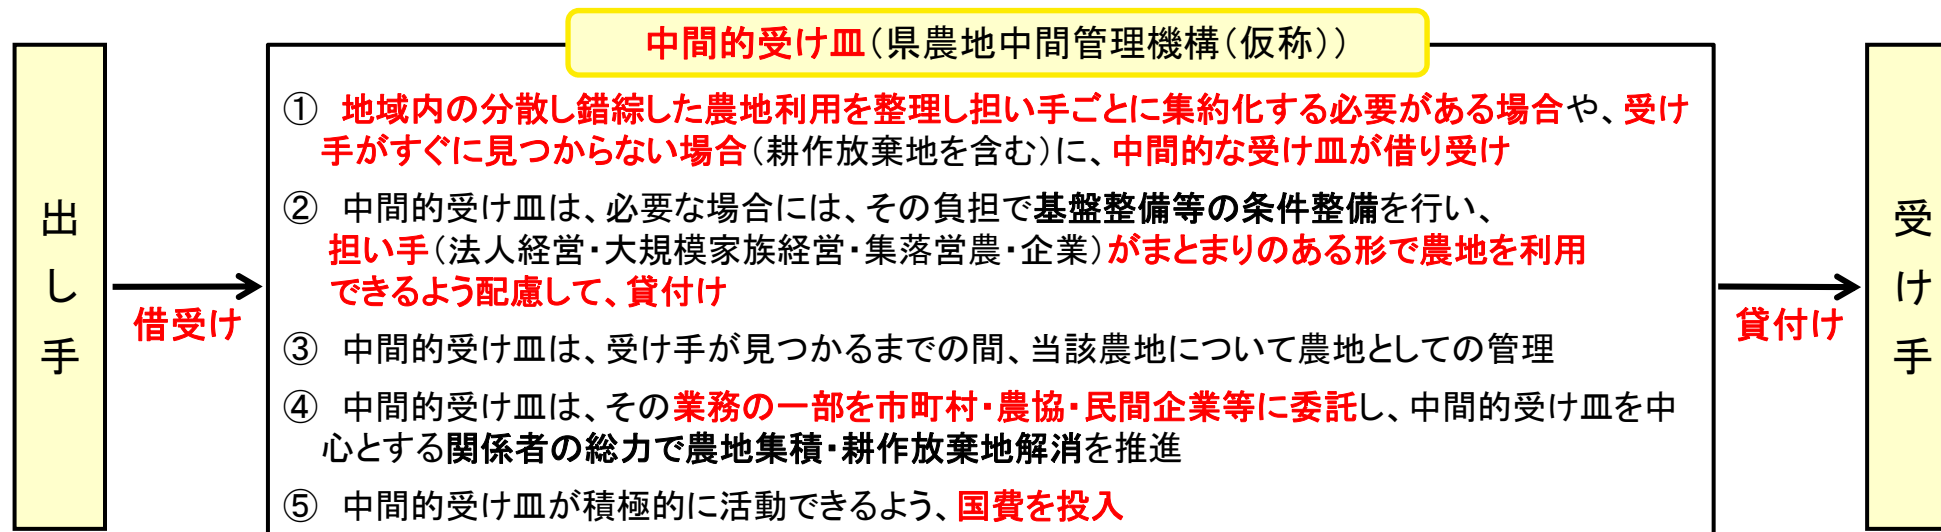 中間的受け皿(県農地中間管理機構(仮称))
出し手
借受け
① 地域内の分散し錯綜した農地利用を整理し担い手ごとに集約化する必要がある場合や、受け
手がすぐに見つからない場合(耕作放棄地を含む)に、中間的な受け皿が借り受け
② 中間的受け皿は、必要な場合には、その負担で基盤整備等の条件整備を行い、
担い手(法人経営・大規模家族経営・集落営農・企業)がまとまりのある形で農地を利用
できるよう配慮して、貸付け
③ 中間的受け皿は、受け手が見つかるまでの間、当該農地について農地としての管理
④ 中間的受け皿は、その業務の一部を市町村・農協・民間企業等に委託し、中間的受け皿を中
心とする関係者の総力で農地集積・耕作放棄地解消を推進
⑤ 中間的受け皿が積極的に活動できるよう、国費を投入
貸付け
受け手